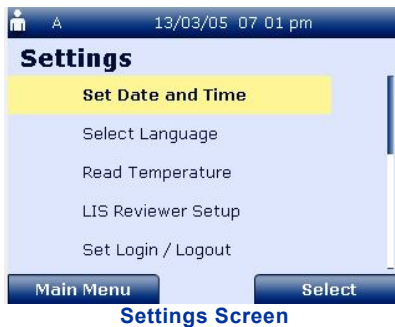 A 13/03/05 07 01 pm
Settings
Set Date and Time
Select Language
Read Temperature
LIS Reviewer Setup
Set Login / Logout
Main Menu Select
Settings Screen